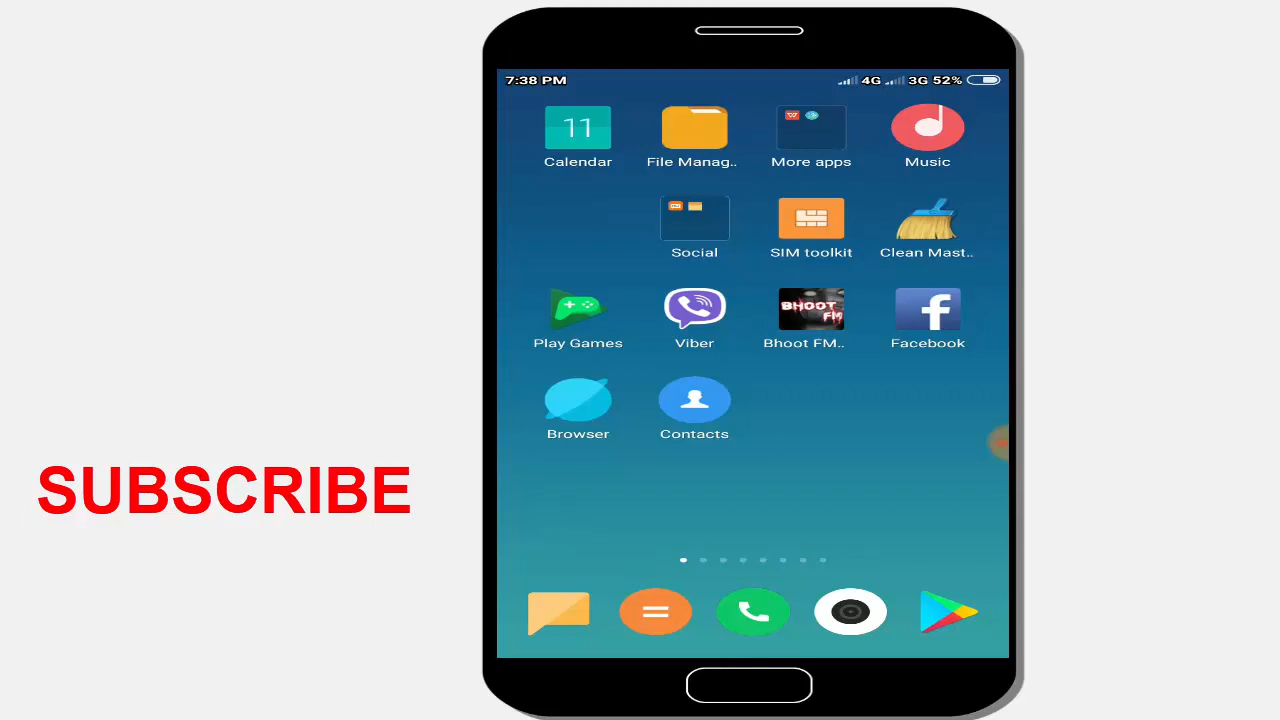 7:38 PM 4G 3G 52%
11
Calendar File Manag.. More apps Music
Social SIM toolkit Clean Mast..
BHOOT
FM
Play Games Viber Bhoot FM.. Facebook
Browser Contacts
SUBSCRIBE